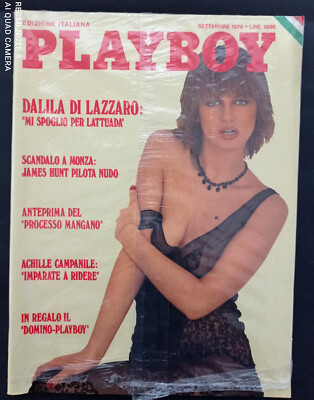 EDIZIONE ITALIANA
SETTEMBRE 1976 • LIRE 1000
PLAYBOY
DALILA DI LAZZARO:
"MI SPOGLIO PER LATTUADA"
SCANDALO A MONZA:
JAMES HUNT PILOTA NUDO
ANTEPRIMA DEL
"PROCESSO MANGANO"
ACHILLE CAMPANILE:
"IMPARATE A RIDERE"
IN REGALO IL
"DOMINO-PLAYBOY"
AI QUAD CAMERA